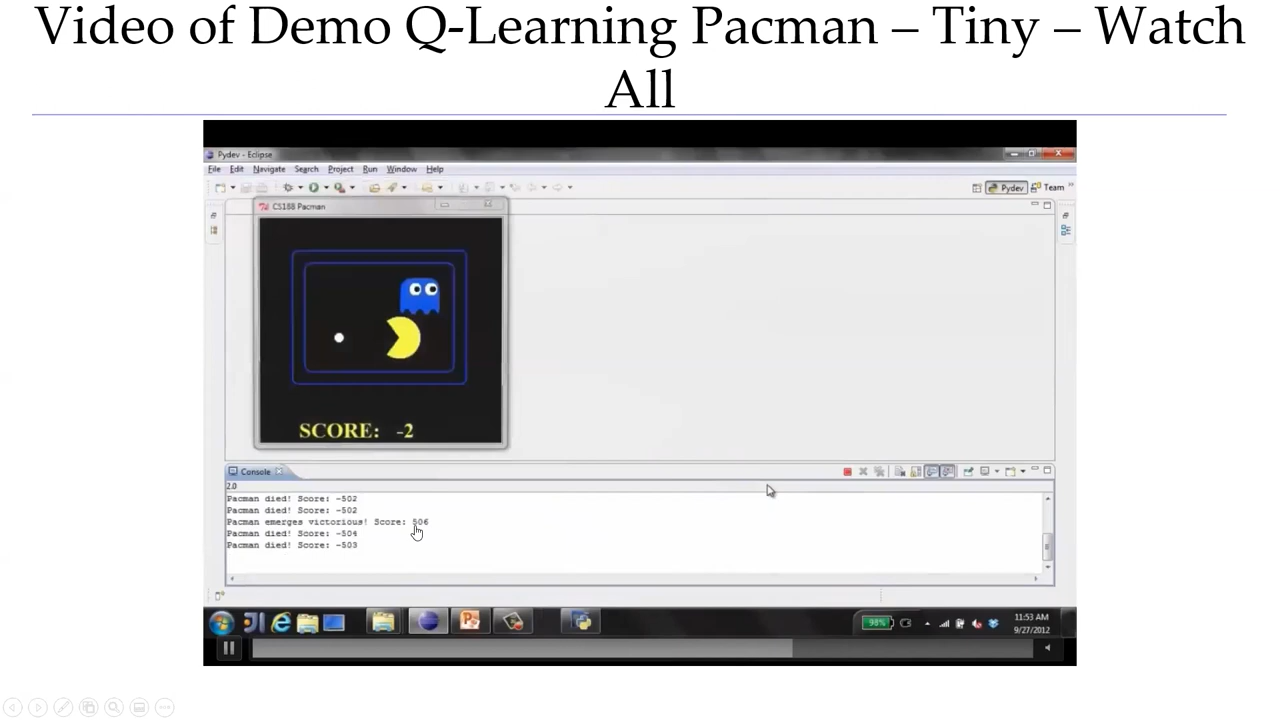 Video of Demo Q-Learning Pacman – Tiny – Watch
All
Pydev - Eclipse
File Edit Navigate Search Project Run Window Help
Pydev Team
CS188 Pacman
SCORE: -2
Console
2.0
Pacman died! Score: -502
Pacman died! Score: -502
Pacman emerges victorious! Score: 506
Pacman died! Score: -504
Pacman died! Score: -503
98%
11:53 AM
9/27/2012